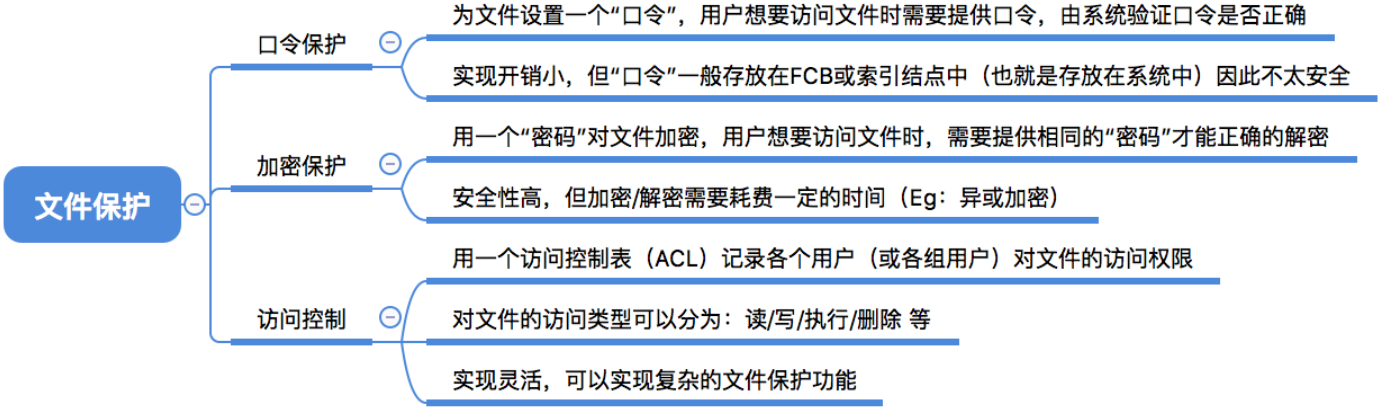 文件保护
口令保护
为文件设置一个“口令”，用户想要访问文件时需要提供口令，由系统验证口令是否正确
实现开销小，但“口令”一般存放在FCB或索引结点中（也就是存放在系统中）因此不太安全
加密保护
用一个“密码”对文件加密，用户想要访问文件时，需要提供相同的“密码”才能正确的解密
安全性高，但加密/解密需要耗费一定的时间（Eg：异或加密）
访问控制
用一个访问控制表（ACL）记录各个用户（或各组用户）对文件的访问权限
对文件的访问类型可以分为：读/写/执行/删除 等
实现灵活，可以实现复杂的文件保护功能